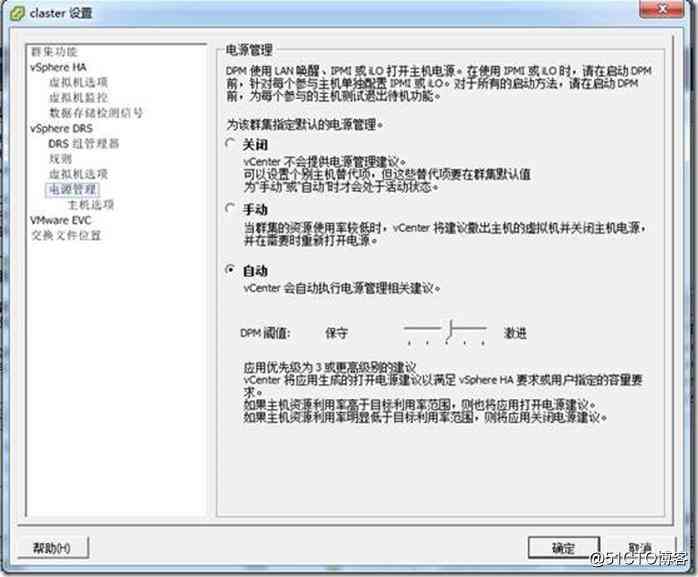 claster 设置
群集功能
vSphere HA
虚拟机选项
虚拟机监控
数据存储检测信号
vSphere DRS
DRS 组管理器
规则
虚拟机选项
电源管理
主机选项
VMware EVC
交换文件位置
电源管理
DPM 使用 LAN 唤醒、IPMI 或 iLO 打开主机电源。在使用 IPMI 或 iLO 时，请在启动 DPM
前，针对每个参与主机单独配置 IPMI 或 iLO。对于所有的启动方法，请在启动 DPM
前，为每个参与的主机测试退出待机功能。
为该群集指定默认的电源管理。
关闭
vCenter 不会提供电源管理建议。
可以设置个别主机替代项，但这些替代项要在群集默认值
为“手动”或“自动”时才会处于活动状态。
手动
当群集的资源使用率较低时，vCenter 将建议撤出主机的虚拟机并关闭主机电源，
并在需要时重新打开电源。
自动
vCenter 会自动执行电源管理相关建议。
DPM 阈值: 保守 激进
应用优先级为 3 或更高级别的建议
vCenter 将应用生成的打开电源建议以满足 vSphere HA 要求或用户指定的容量要
求。
如果主机资源利用率高于目标利用率范围，则也将应用打开电源建议。
如果主机资源利用率明显低于目标利用率范围，则将应用关闭电源建议。
帮助(H) 确定 取消
@51CTO博客